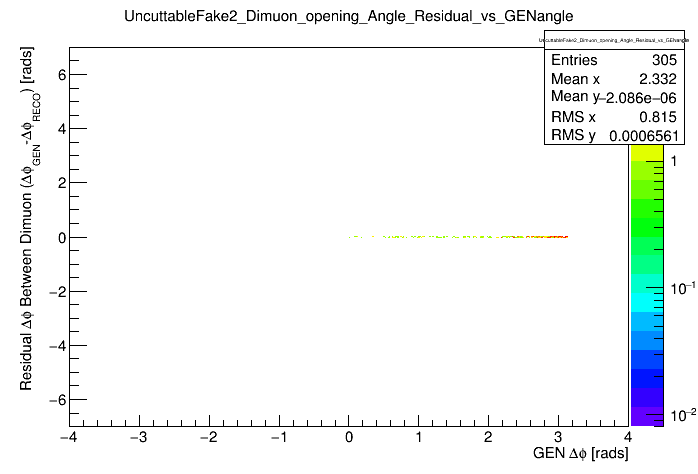 UncuttableFake2_Dimuon_opening_Angle_Residual_vs_GENangle
UncuttableFake2_Dimuon_opening_Angle_Residual_vs_GENangle
Entries 305
Mean x 2.332
Mean y −2.086e−06
RMS x 0.815
RMS y 0.0006561
Residual Δϕ Between Dimuon (Δϕ_GEN -Δϕ_RECO) [rads]
6
4
2
0
−2
−4
−6
−4 −3 −2 −1 0 1 2 3 4
GEN Δϕ [rads]
1
10⁻¹
10⁻²